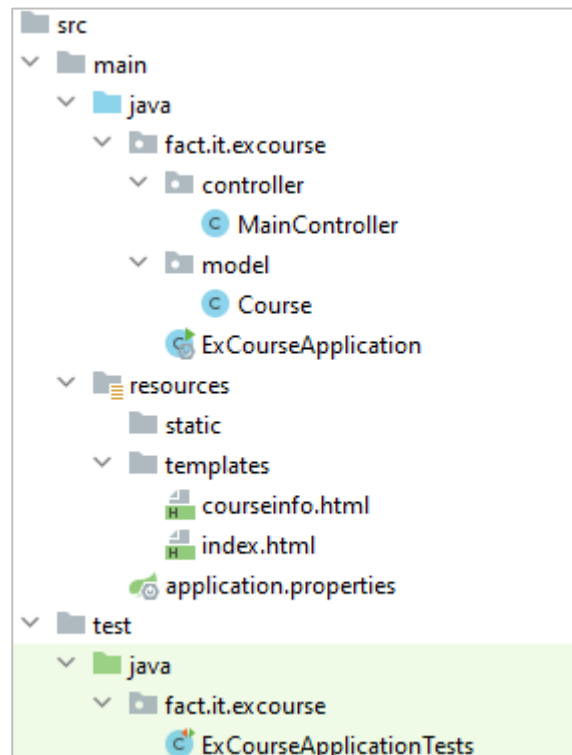 src
main
java
fact.it.excourse
controller
MainController
model
Course
ExCourseApplication
resources
static
templates
courseinfo.html
index.html
application.properties
test
java
fact.it.excourse
ExCourseApplicationTests